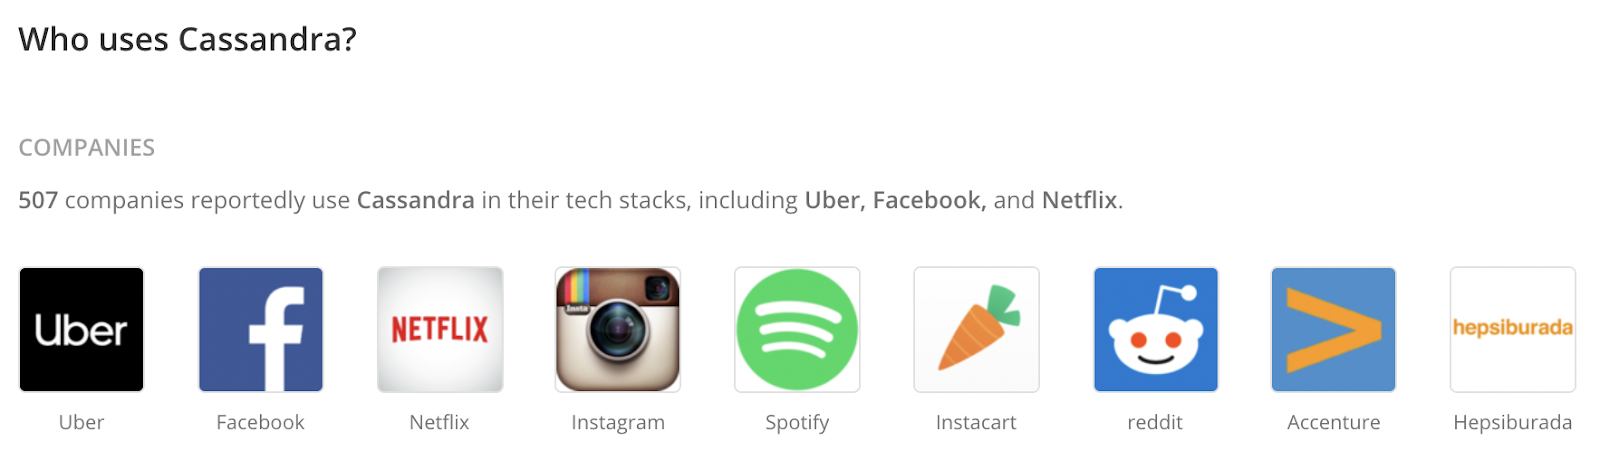 Who uses Cassandra?
COMPANIES
507 companies reportedly use Cassandra in their tech stacks, including Uber, Facebook, and Netflix.
Uber
f
NETFLIX
Insta
hepsiburada
Uber
Facebook
Netflix
Instagram
Spotify
Instacart
reddit
Accenture
Hepsiburada